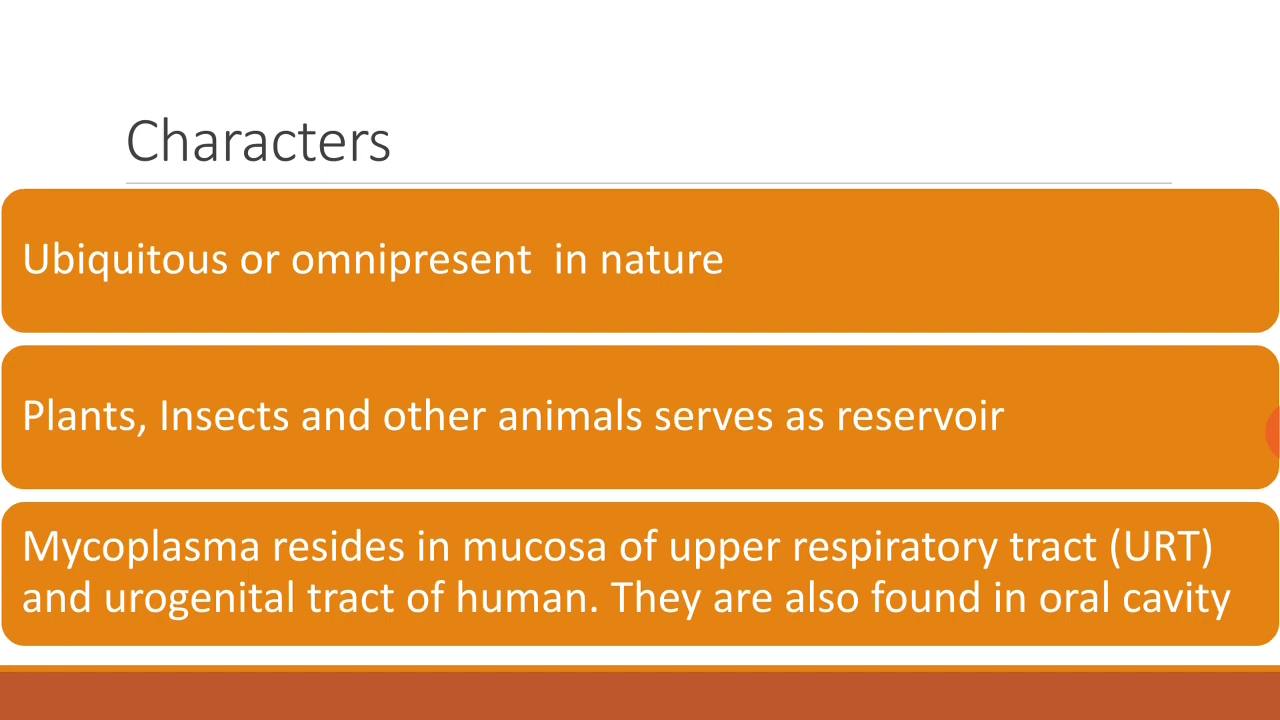 Characters
Ubiquitous or omnipresent  in nature
Plants, Insects and other animals serves as reservoir
Mycoplasma resides in mucosa of upper respiratory tract (URT)
and urogenital tract of human. They are also found in oral cavity